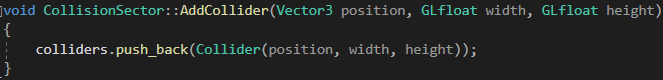 void CollisionSector::AddCollider(Vector3 position, GLfloat width, GLfloat height)
{
    colliders.push_back(Collider(position, width, height));
}